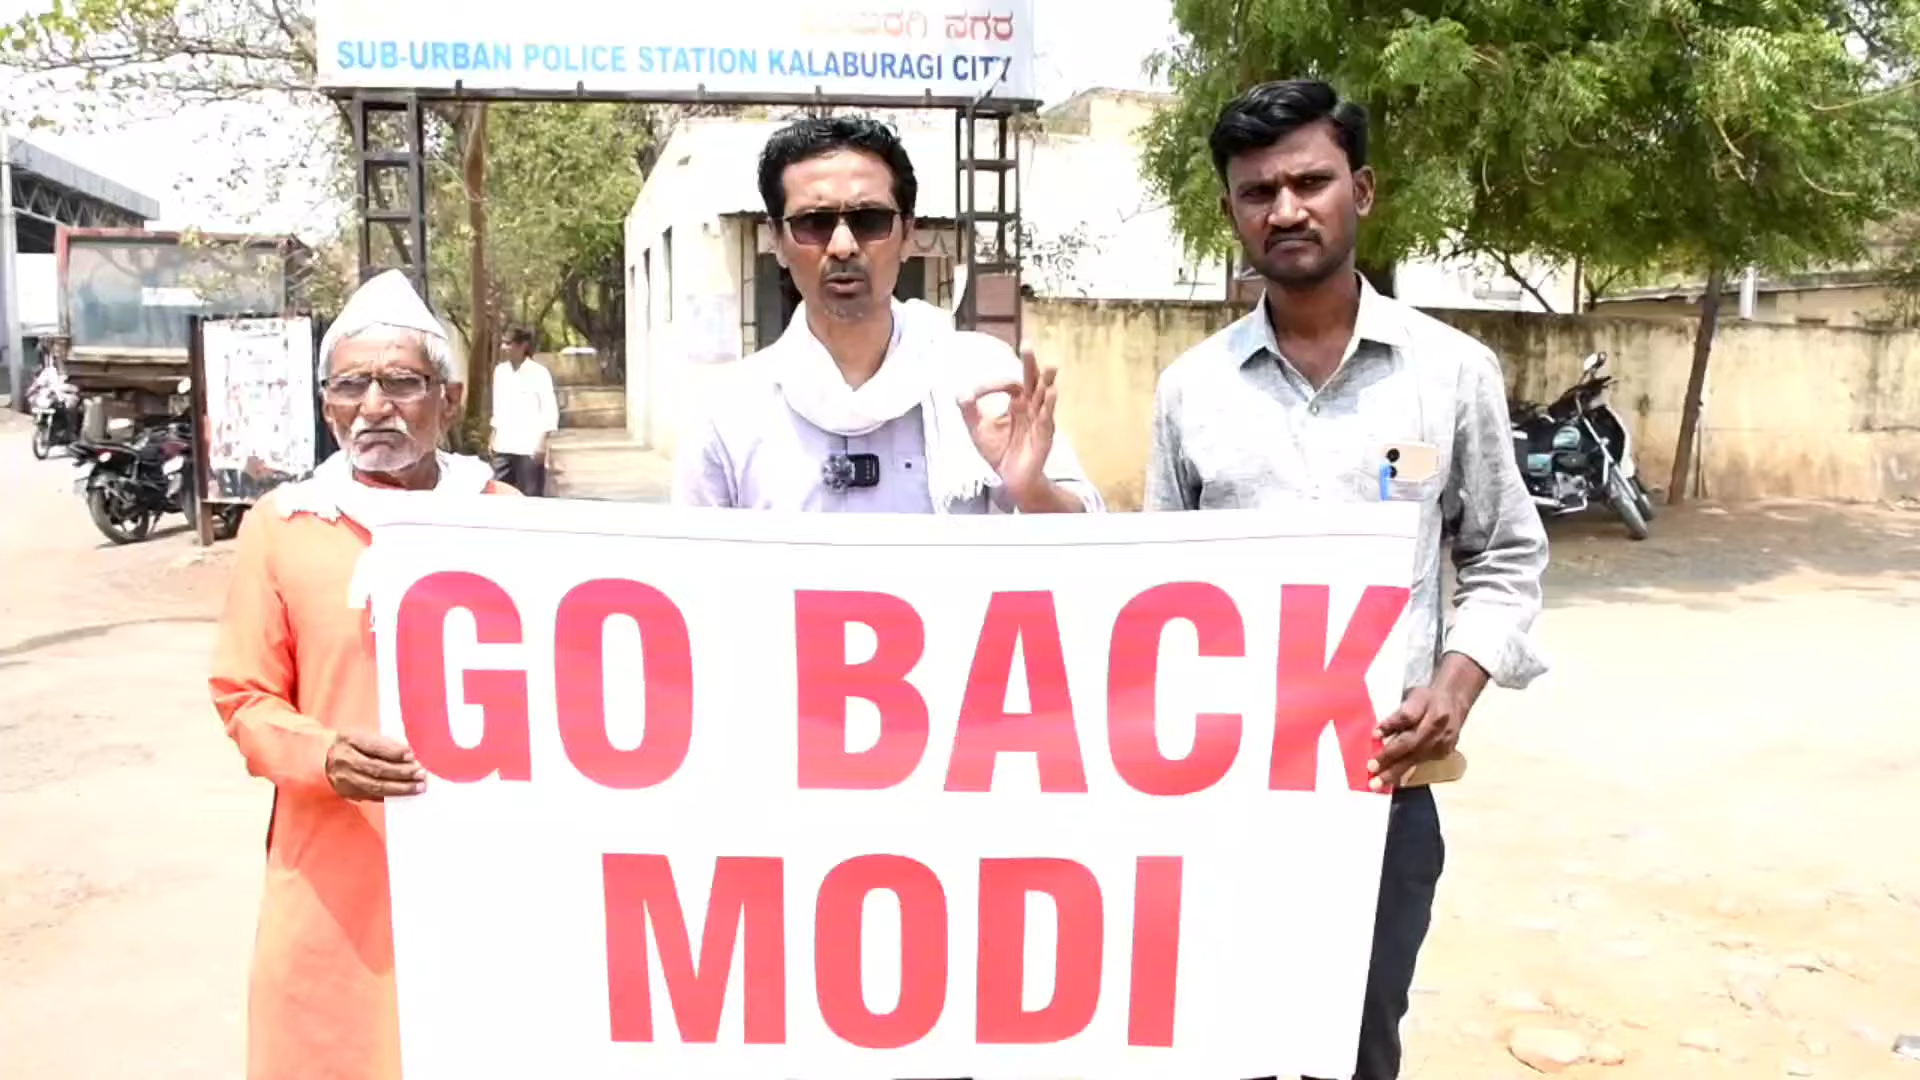 ನಗರ
SUB-URBAN POLICE STATION KALABURAGI CITY
GO BACK
MODI